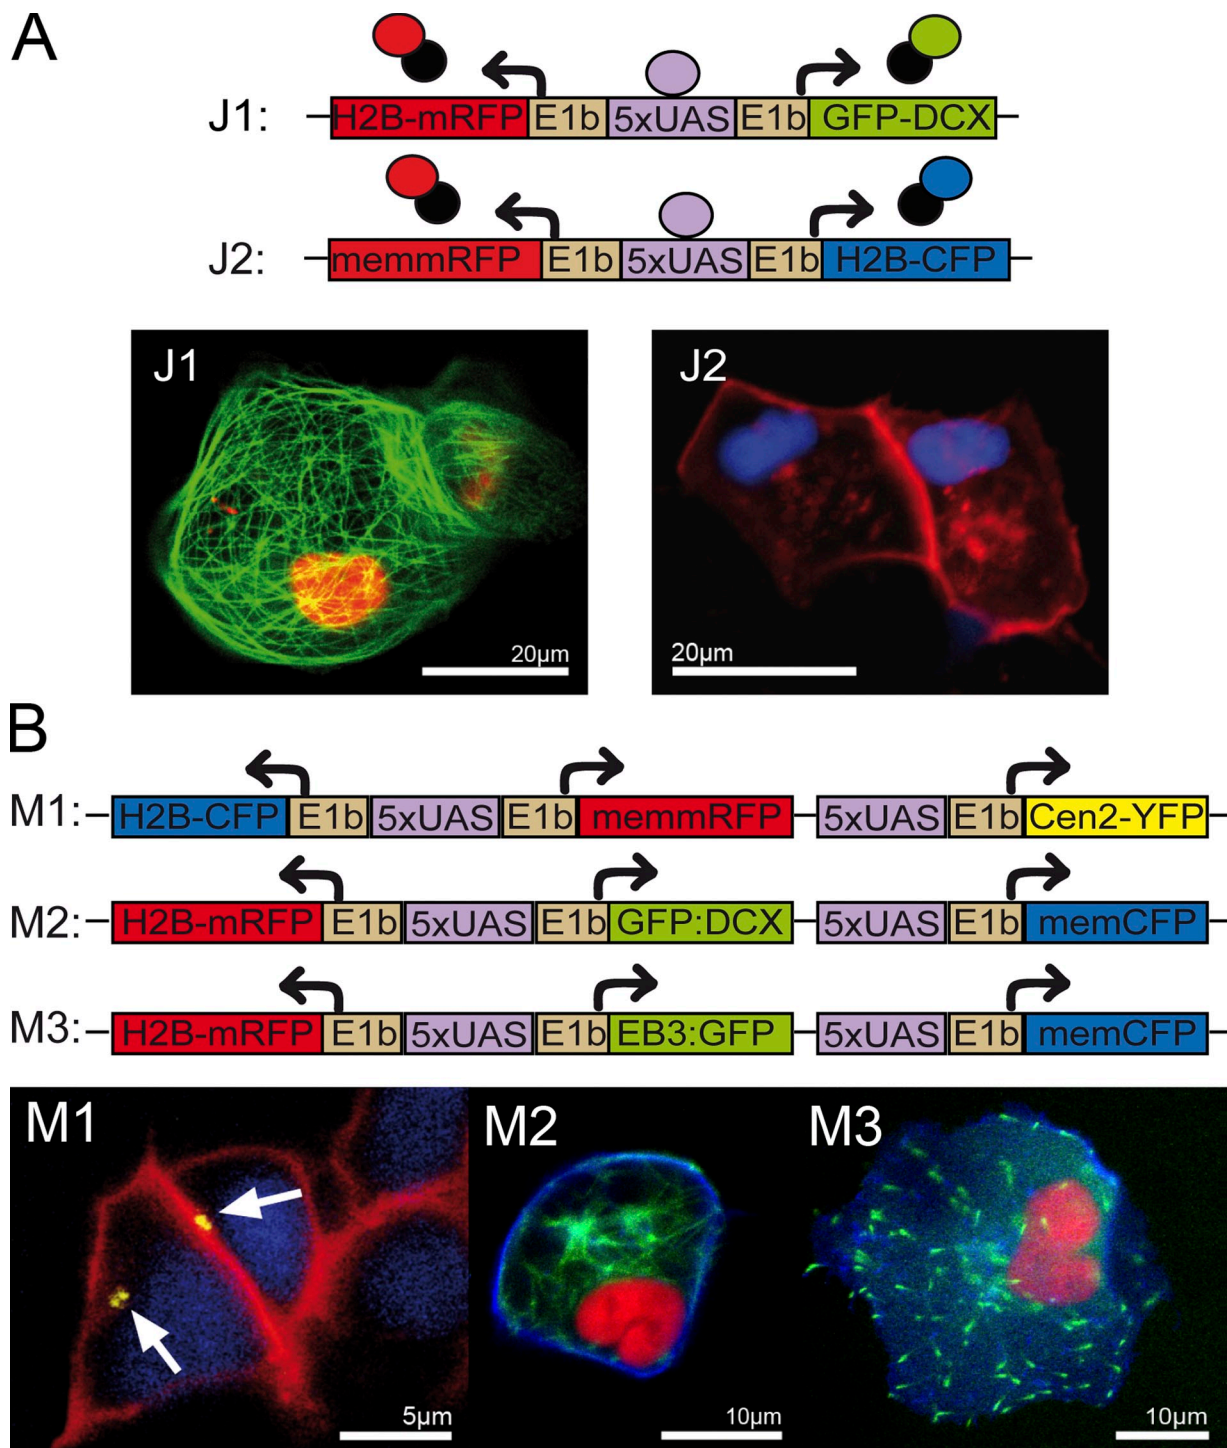 A
J1: H2B-mRFP E1b 5xUAS E1b GFP-DCX
J2: memmRFP E1b 5xUAS E1b H2B-CFP
J1
20µm
J2
20µm
B
M1: H2B-CFP E1b 5xUAS E1b memmRFP 5xUAS E1b Cen2-YFP
M2: H2B-mRFP E1b 5xUAS E1b GFP:DCX 5xUAS E1b memCFP
M3: H2B-mRFP E1b 5xUAS E1b EB3:GFP 5xUAS E1b memCFP
M1
5µm
M2
10µm
M3
10µm